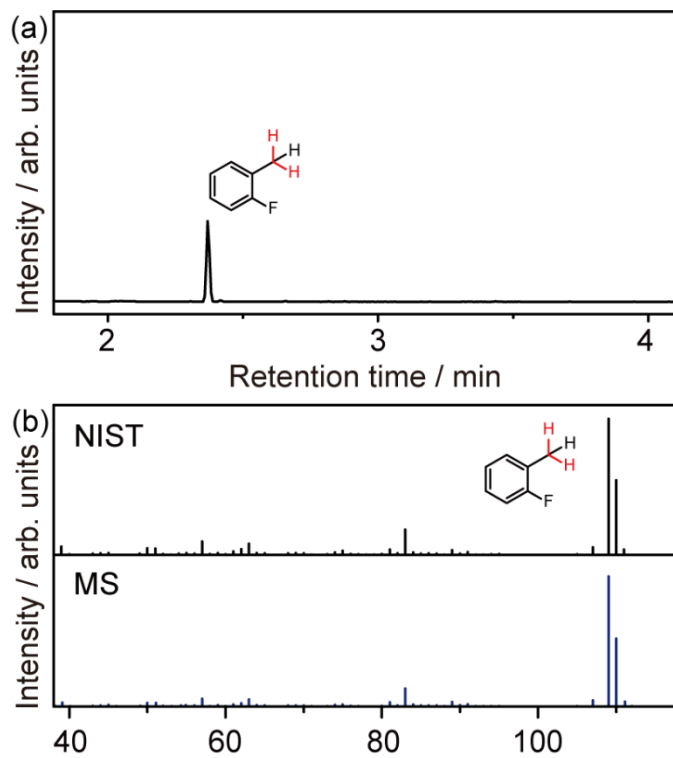 (a)
Intensity / arb. units
H
H
H
F
2
3
4
Retention time / min
(b)
NIST
Intensity / arb. units
H
H
H
F
MS
40
60
80
100